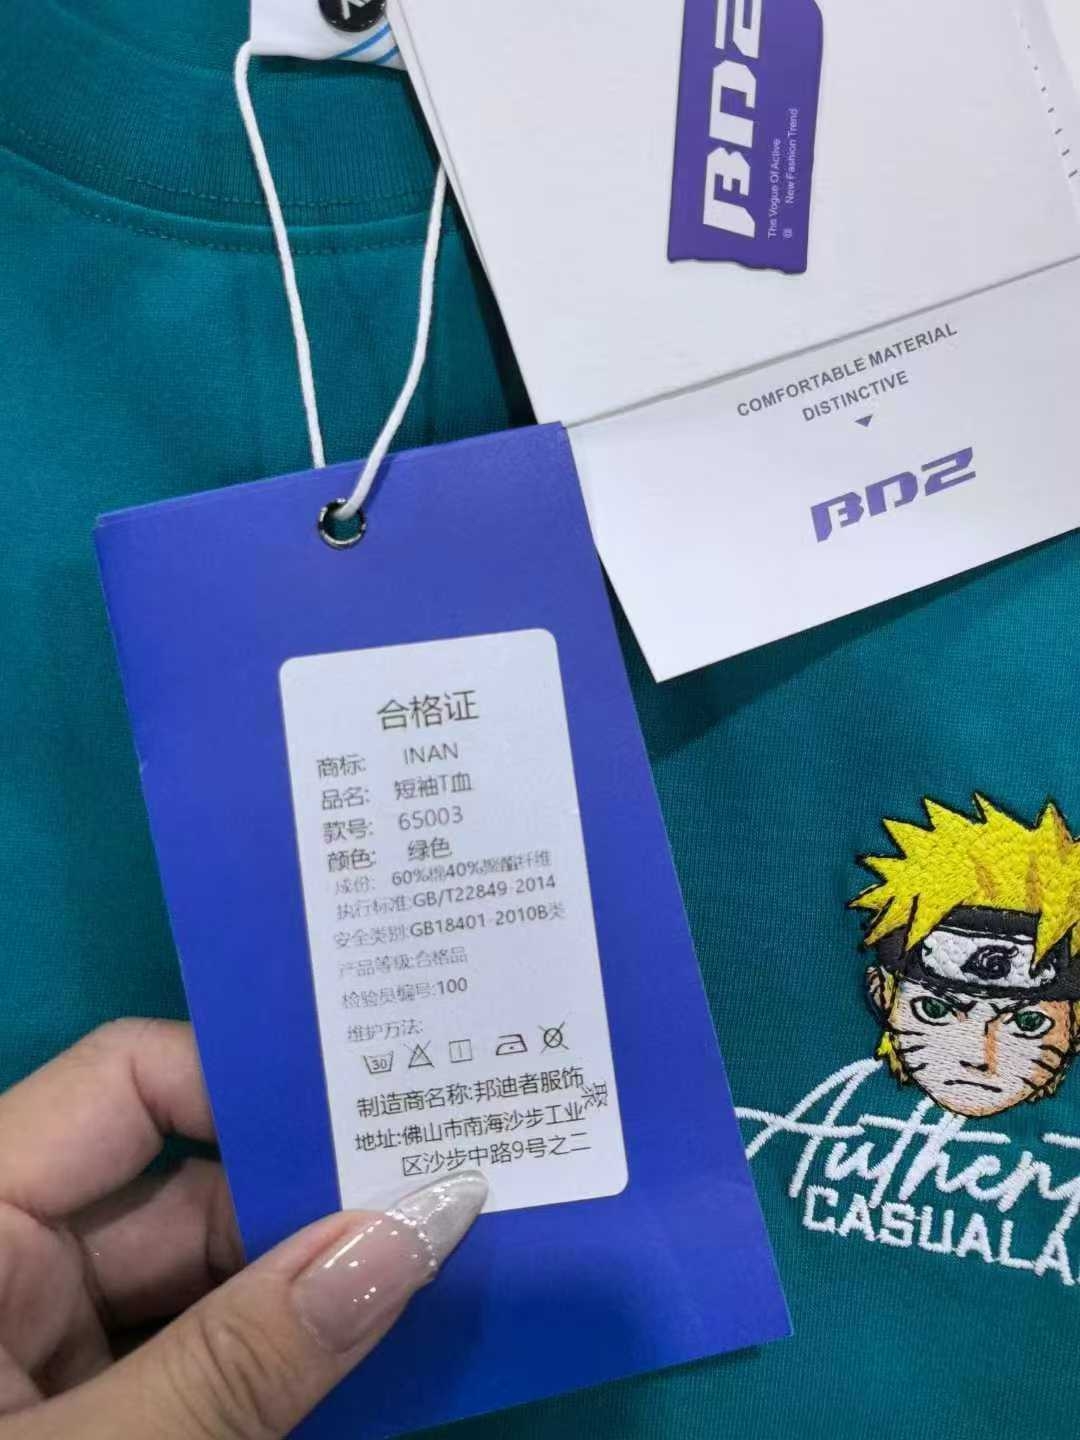 BDZ
The Vogue Of Active
@ New Fashion Trend
COMFORTABLE MATERIAL
DISTINCTIVE
BDZ
合格证
商标: INAN
品名: 短袖T血
款号: 65003
颜色: 绿色
成份: 60%棉40%聚酯纤维
执行标准:GB/T22849-2014
安全类别:GB18401-2010B类
产品等级:合格品
检验员编号:100
维护方法:
30
制造商名称:邦迪者服饰
地址:佛山市南海沙步工业
区沙步中路9号之二
Authent
CASUALA